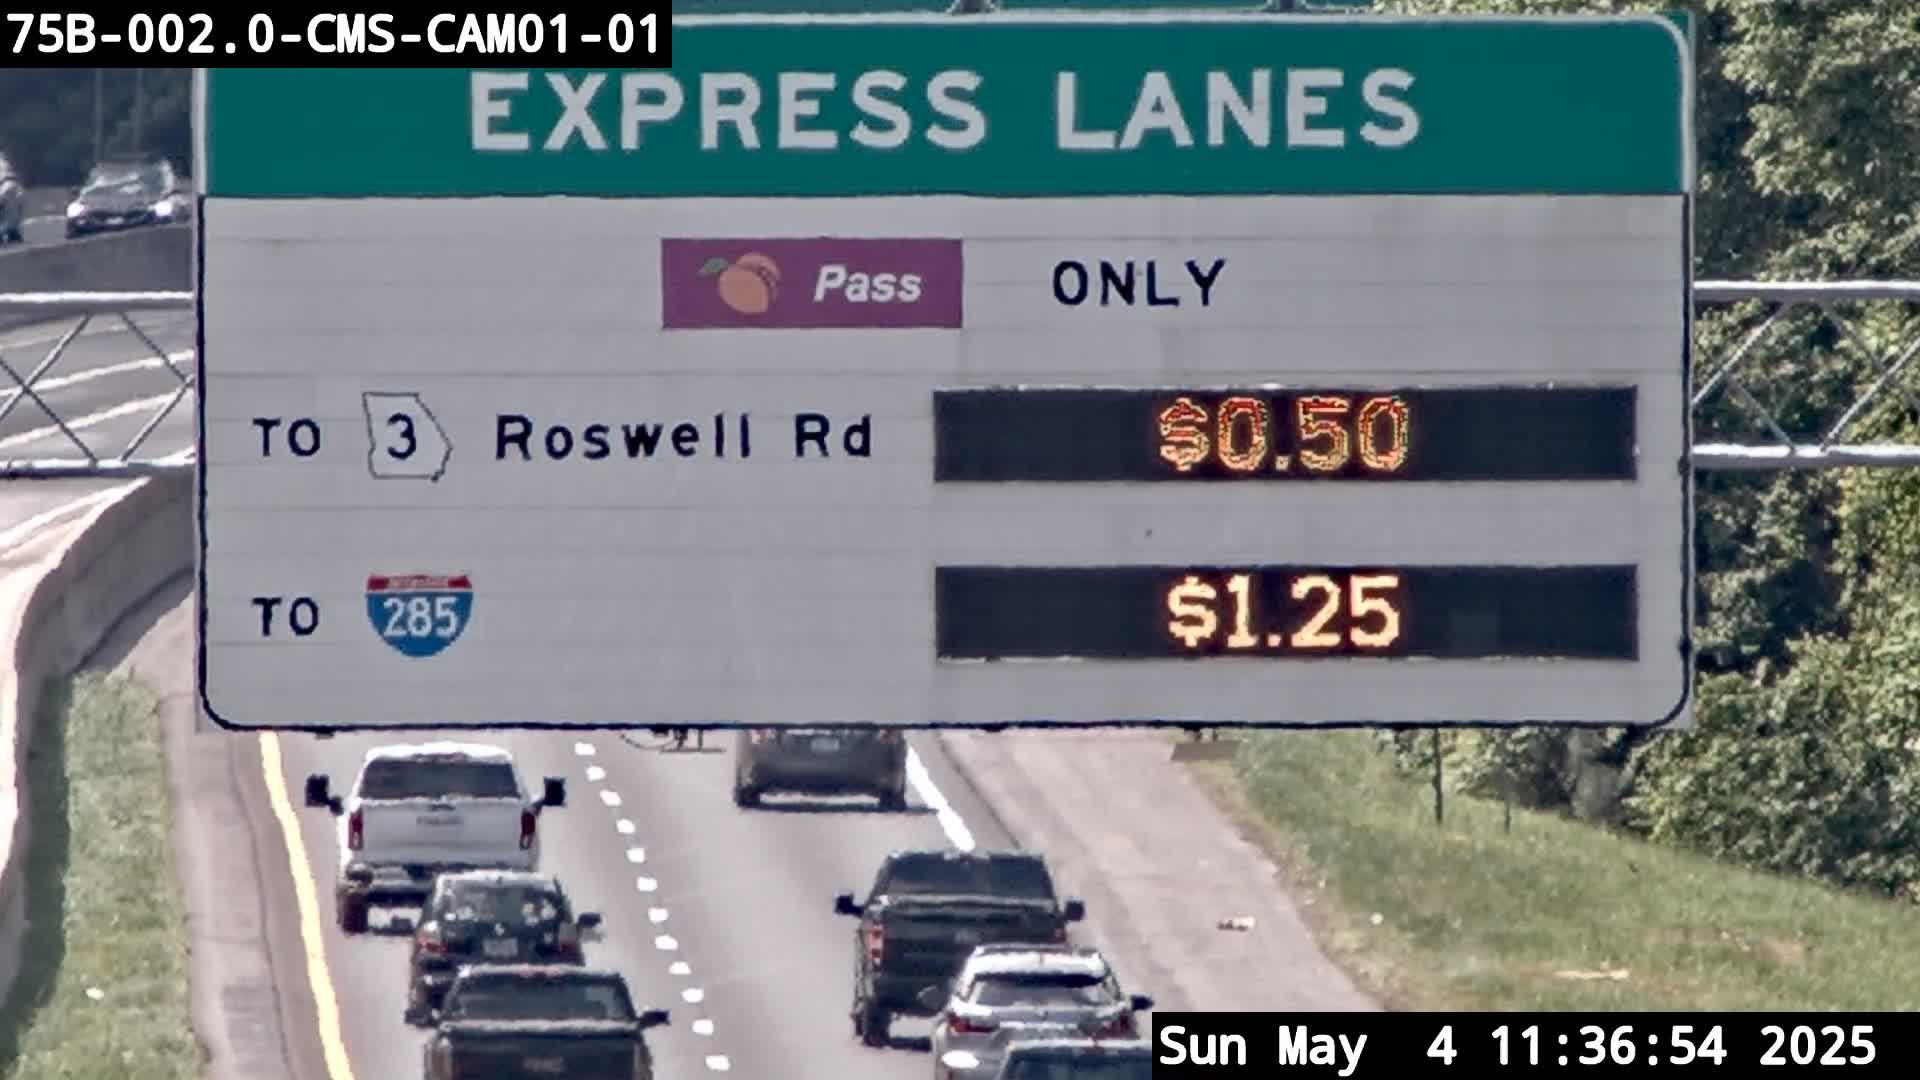 75B-002.0-CMS-CAM01-01
EXPRESS LANES
Pass ONLY
TO 3 Roswell Rd $0.50
TO 285 $1.25
Sun May 4 11:36:54 2025